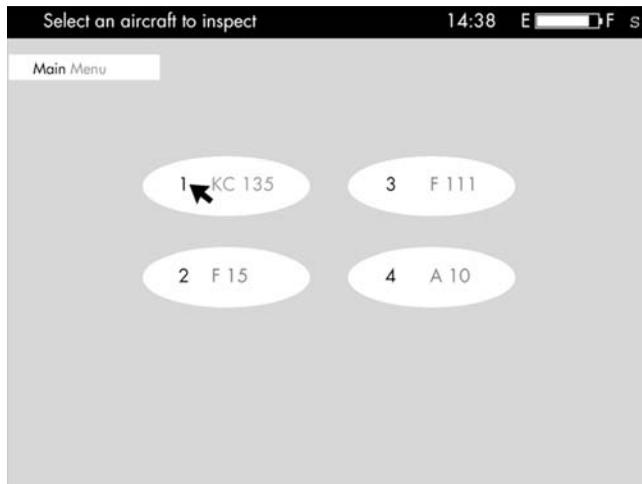 Select an aircraft to inspect 14:38 E F S
Main Menu
1 KC 135 3 F 111
2 F 15 4 A 10